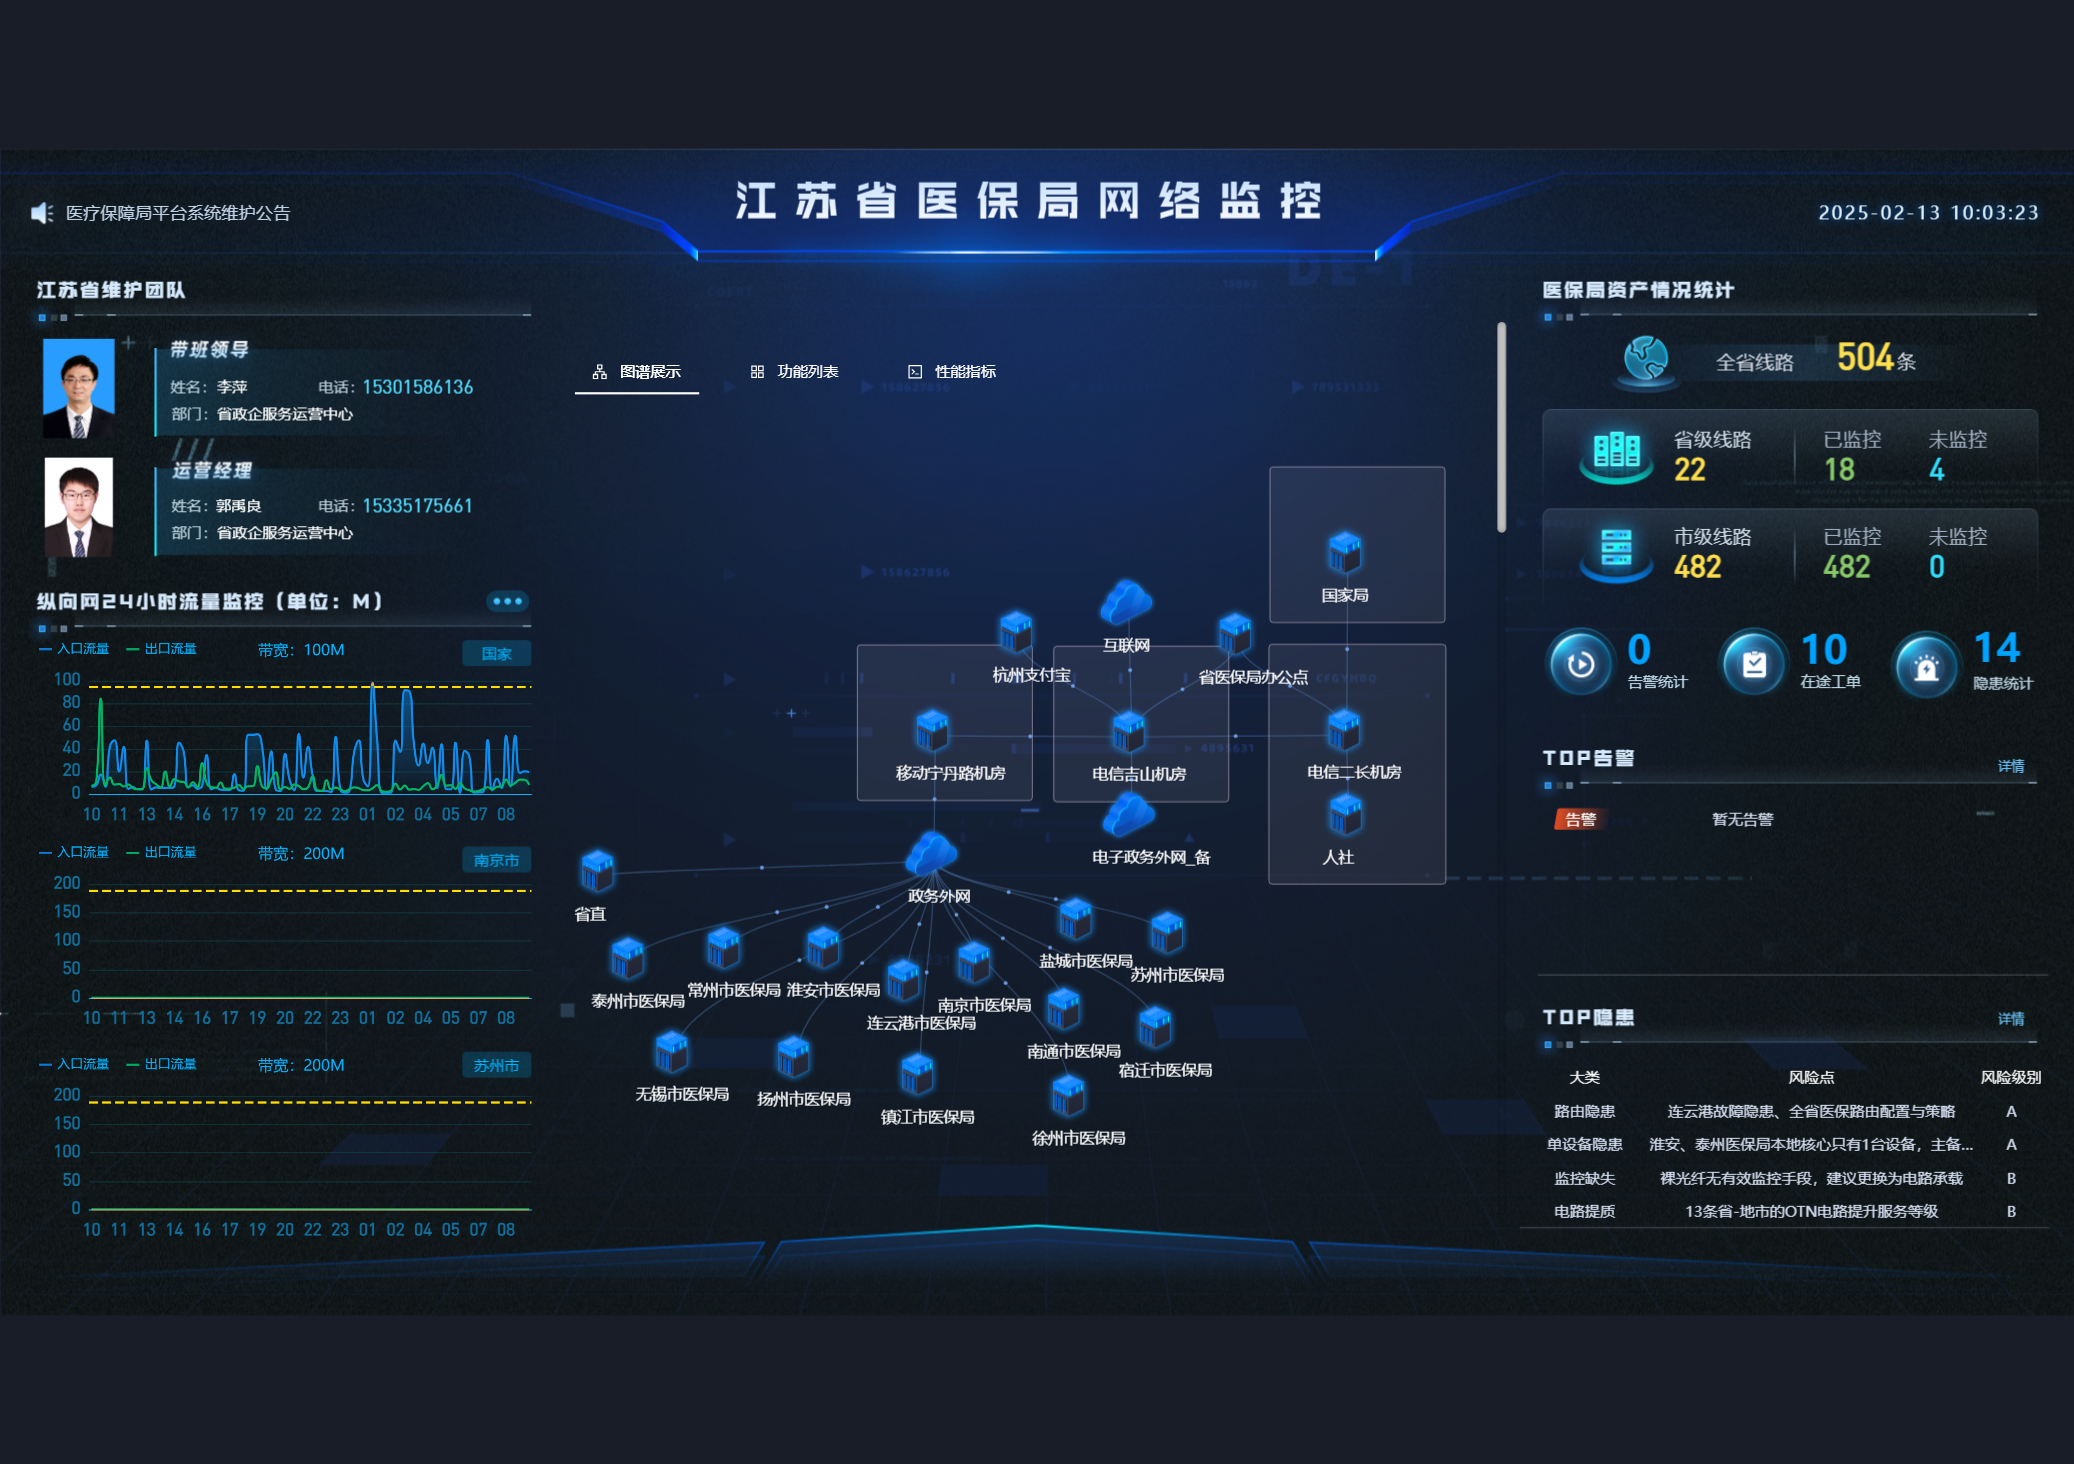 江苏省医保局网络监控
医疗保障局平台系统维护公告
2025-02-13 10:03:23
江苏省维护团队
带班领导
姓名：李萍 电话：15301586136
部门：省政企服务运营中心
运营经理
姓名：郭禹良 电话：15335175661
部门：省政企服务运营中心
纵向网24小时流量监控（单位：M）
入口流量 出口流量 带宽：100M 国家
100
80
60
40
20
0
10 11 13 14 16 17 19 20 22 23 01 02 04 05 07 08
入口流量 出口流量 带宽：200M 南京市
200
150
100
50
0
10 11 13 14 16 17 19 20 22 23 01 02 04 05 07 08
入口流量 出口流量 带宽：200M 苏州市
200
150
100
50
0
10 11 13 14 16 17 19 20 22 23 01 02 04 05 07 08
图谱展示 功能列表 性能指标
国家局
互联网
杭州支付宝
省医保局办公点
移动宁丹路机房
电信吉山机房
电信二长机房
电子政务外网_备
人社
政务外网
省直
盐城市医保局
苏州市医保局
泰州市医保局
常州市医保局
淮安市医保局
南京市医保局
连云港市医保局
南通市医保局
宿迁市医保局
无锡市医保局
扬州市医保局
镇江市医保局
徐州市医保局
医保局资产情况统计
全省线路 504条
省级线路 已监控 未监控
22 18 4
市级线路 已监控 未监控
482 482 0
0 10 14
告警统计 在途工单 隐患统计
TOP告警 详情
告警 暂无告警
TOP隐患 详情
大类 风险点 风险级别
路由隐患 连云港故障隐患、全省医保路由配置与策略 A
单设备隐患 淮安、泰州医保局本地核心只有1台设备，主备... A
监控缺失 裸光纤无有效监控手段，建议更换为电路承载 B
电路提质 13条省-地市的OTN电路提升服务等级 B
158627856
789531333
158627856
4895631